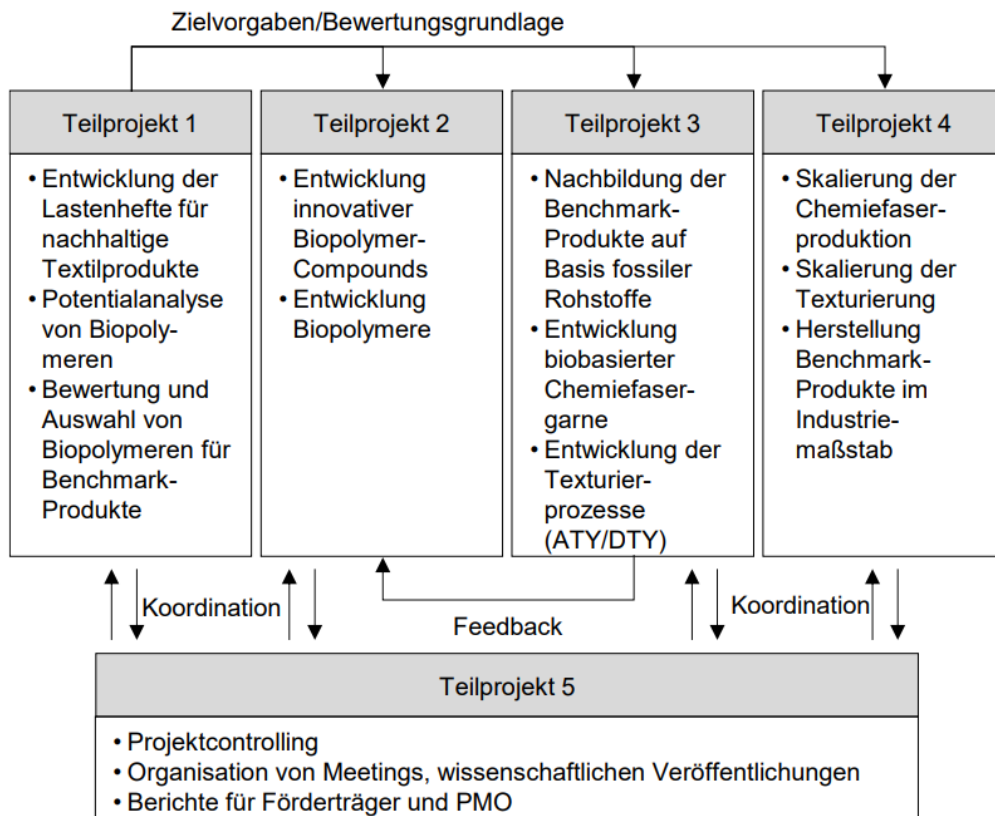 Zielvorgaben/Bewertungsgrundlage
Teilprojekt 1
• Entwicklung der
Lastenhefte für
nachhaltige
Textilprodukte
• Potentialanalyse
von Biopoly-
meren
• Bewertung und
Auswahl von
Biopolymeren für
Benchmark-
Produkte
Teilprojekt 2
• Entwicklung
innovativer
Biopolymer-
Compounds
• Entwicklung
Biopolymere
Teilprojekt 3
• Nachbildung der
Benchmark-
Produkte auf
Basis fossiler
Rohstoffe
• Entwicklung
biobasierter
Chemiefaser-
garne
• Entwicklung der
Texturier-
prozesse
(ATY/DTY)
Teilprojekt 4
• Skalierung der
Chemiefaser-
produktion
• Skalierung der
Texturierung
• Herstellung
Benchmark-
Produkte im
Industrie-
maßstab
Koordination
Feedback
Koordination
Teilprojekt 5
• Projektcontrolling
• Organisation von Meetings, wissenschaftlichen Veröffentlichungen
• Berichte für Förderträger und PMO